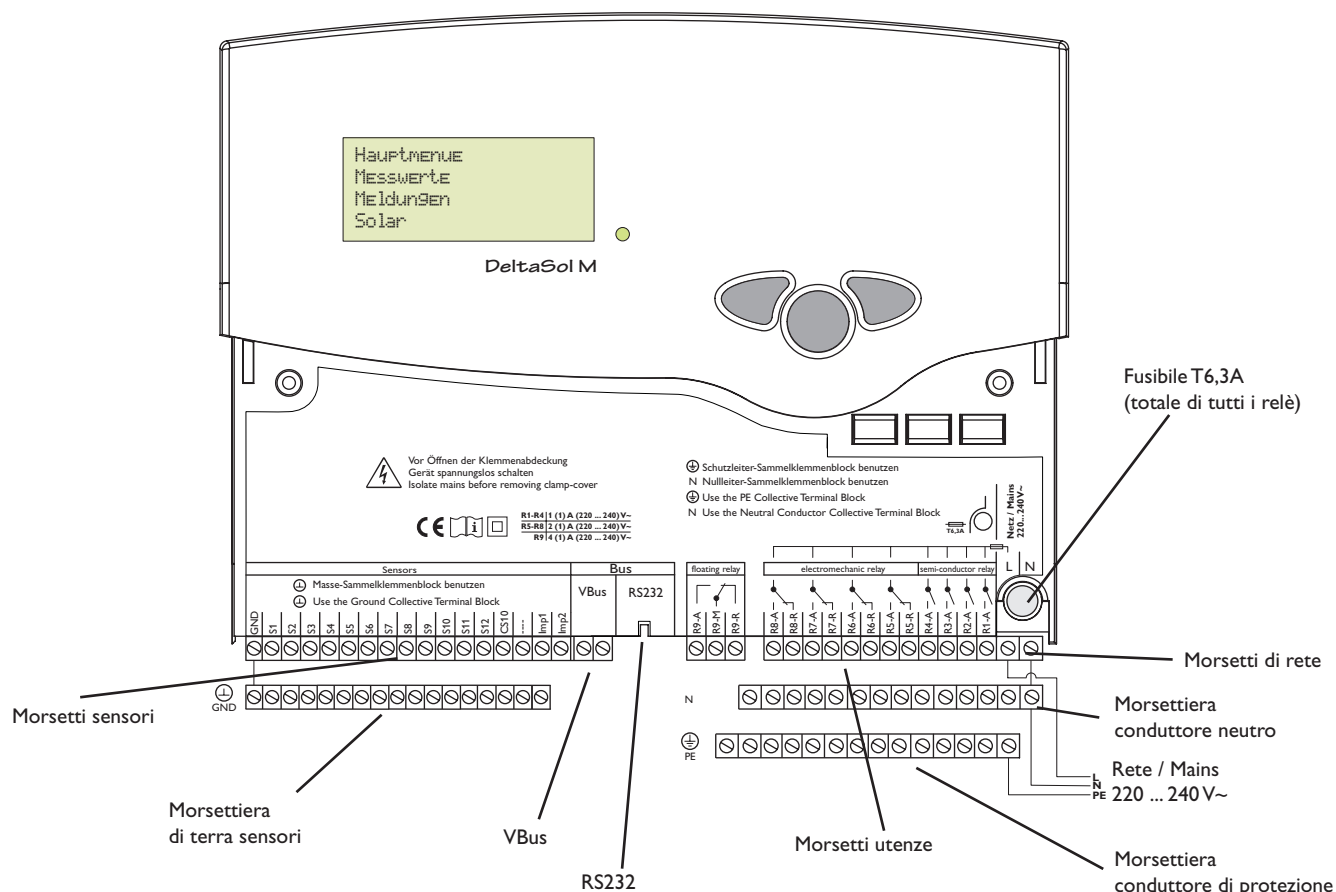 Hauptmenue
Messwerte
Meldungen
Solar
DeltaSol M
Fusibile T6,3A
(totale di tutti i relè)
Vor Öffnen der Klemmenabdeckung
Gerät spannungslos schalten
Isolate mains before removing clamp-cover
Schutzleiter-Sammelklemmenblock benutzen
N Nullleiter-Sammelklemmenblock benutzen
Use the PE Collective Terminal Block
N Use the Neutral Conductor Collective Terminal Block
T6,3A
Netz / Mains
220...240 V~
CE i
R1-R4 1 (1) A (220 ... 240) V~
R5-R8 2 (1) A (220 ... 240) V~
R9 4 (1) A (220 ... 240) V~
L N
Sensors
Masse-Sammelklemmenblock benutzen
Use the Ground Collective Terminal Block
Bus
VBus RS232
floating relay
electromechanic relay
semi-conductor relay
GND S1 S2 S3 S4 S5 S6 S7 S8 S9 S10 S11 S12 CS10 ---- Imp1 Imp2
R9-A R9-M R9-R
R8-A R8-R R7-A R7-R R6-A R6-R R5-A R5-R R4-A R3-A R2-A R1-A
Morsetti di rete
Morsetti sensori
GND
N
Morsettiera
conduttore neutro
PE
L
N
PE
Rete / Mains
220 ... 240 V~
Morsettiera
di terra sensori
VBus
RS232
Morsetti utenze
Morsettiera
conduttore di protezione